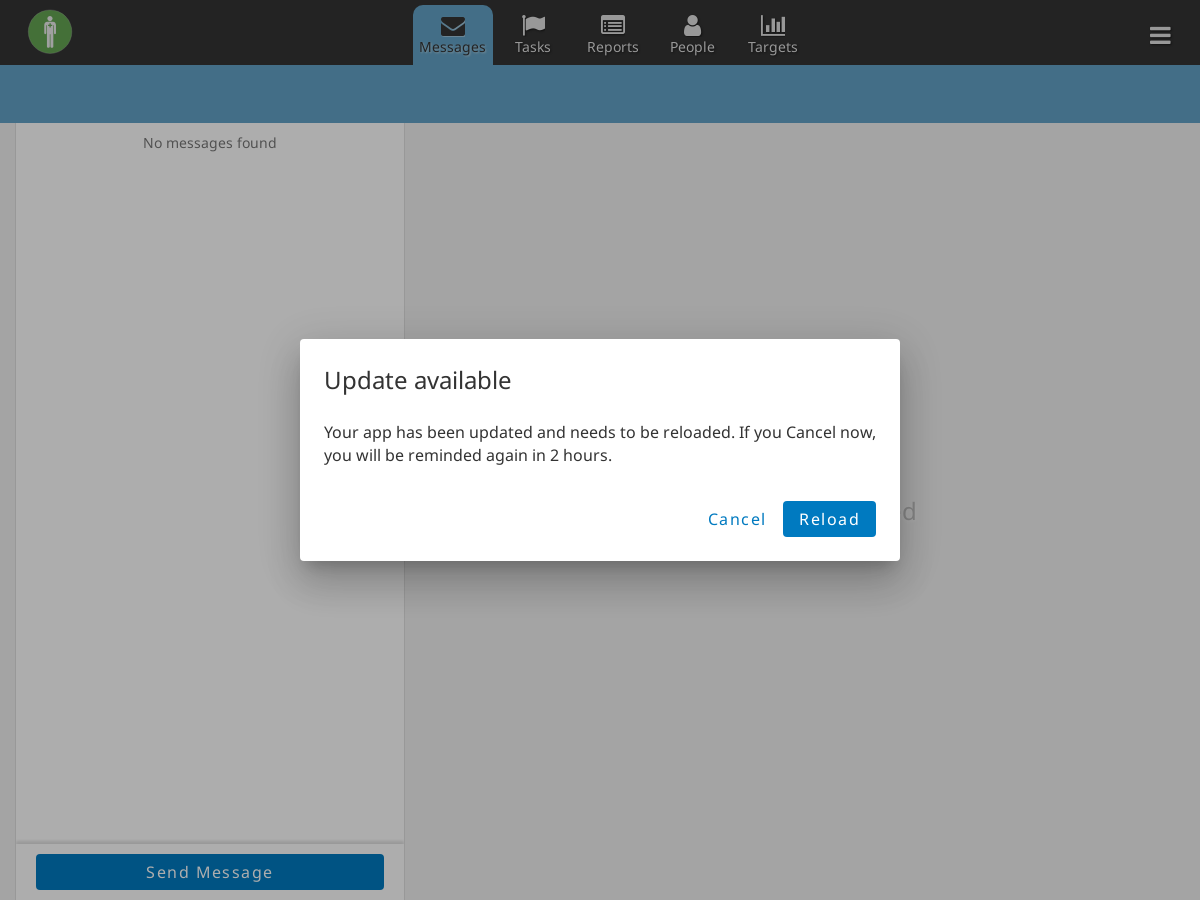 Messages
Tasks
Reports
People
Targets
No messages found
Update available
Your app has been updated and needs to be reloaded. If you Cancel now,
you will be reminded again in 2 hours.
Cancel
Reload
Send Message